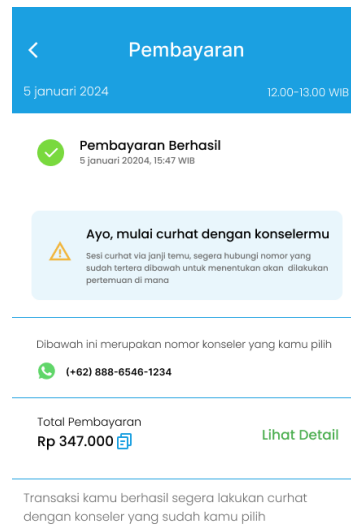 Pembayaran
5 januari 2024
12.00-13.00 WIB
Pembayaran Berhasil
5 januari 20204, 15:47 WIB
Ayo, mulai curhat dengan konselermu
Sesi curhat via janji temu, segera hubungi nomor yang
sudah tertera dibawah untuk menentukan akan dilakukan
pertemuan di mana
Dibawah ini merupakan nomor konseler yang kamu pilih
(+62) 888-6546-1234
Total Pembayaran
Rp 347.000
Lihat Detail
Transaksi kamu berhasil segera lakukan curhat
dengan konseler yang sudah kamu pilih